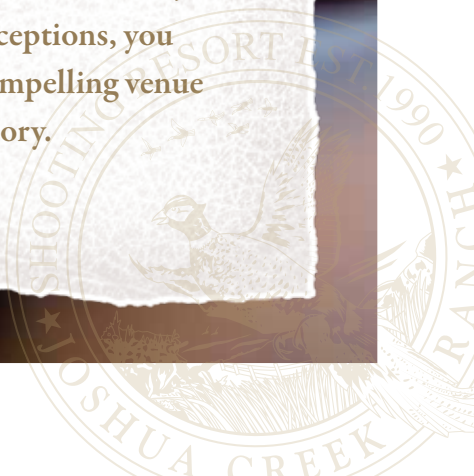 ceptions, you
mpelling venue
ory.
SHOOTING RESORT EST. 1990
★ JOSHUA CREEK RANCH ★